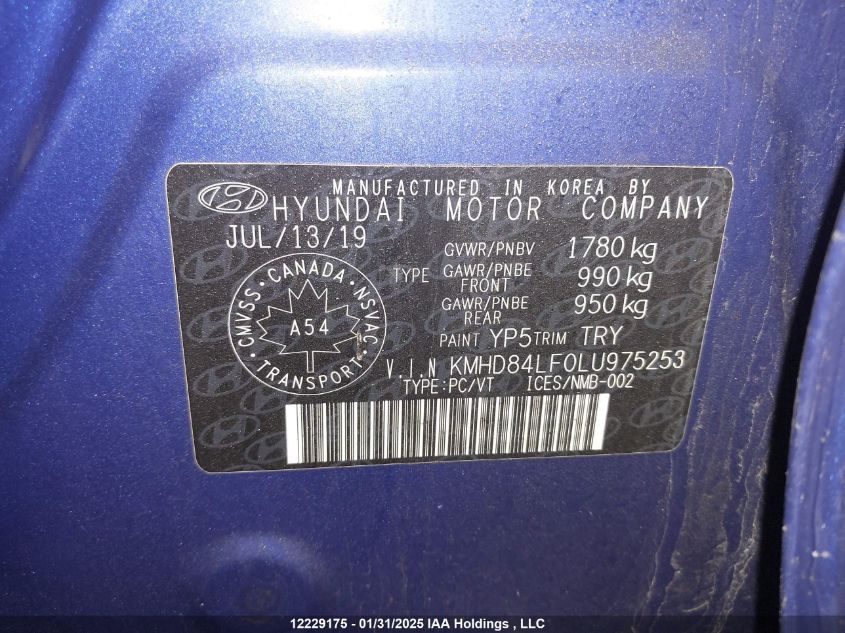 MANUFACTURED IN KOREA BY
HYUNDAI MOTOR COMPANY
JUL/13/19
GVWR/PNBV 1780 kg
TYPE GAWR/PNBE FRONT 990 kg
GAWR/PNBE REAR 950 kg
PAINT YP5 TRIM TRY
CANADA
CMVSS NSVAC
A54
TRANSPORT
V.I.N KMHD84LF0LU975253
TYPE:PC/VT ICES/NMB-002
12229175 - 01/31/2025 IAA Holdings , LLC